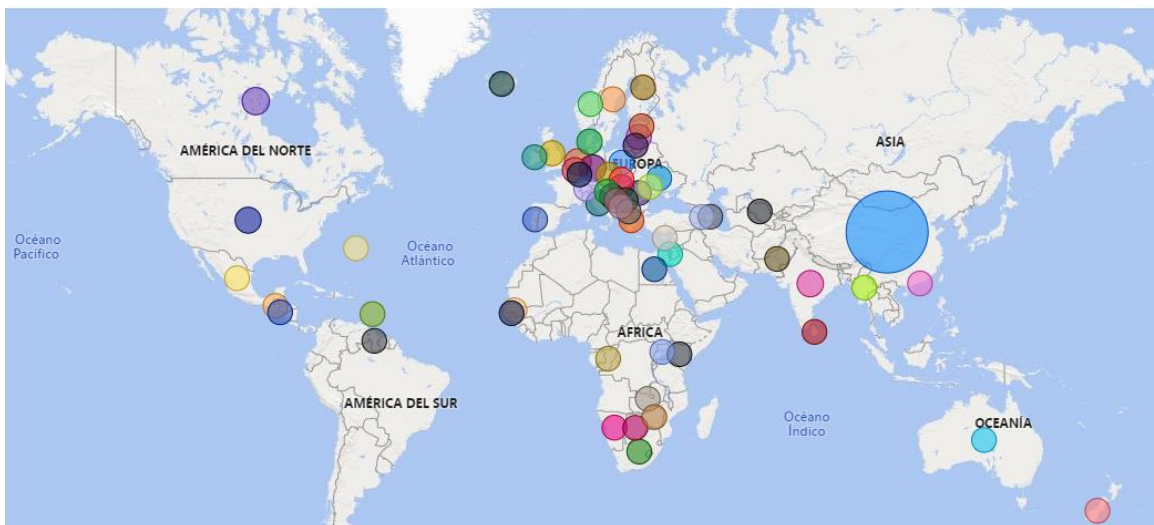 AMÉRICA DEL NORTE
EUROPA
ASIA
Océano
Pacífico
Océano
Atlántico
ÁFRICA
AMÉRICA DEL SUR
Océano
Índico
OCEANÍA